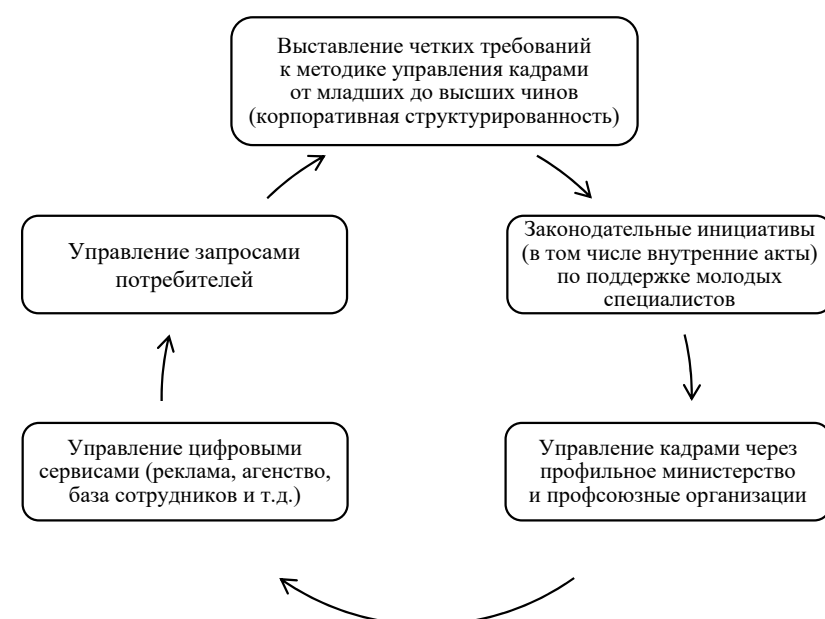 Выставление четких требований
к методике управления кадрами
от младших до высших чинов
(корпоративная структурированность)
Законодательные инициативы
(в том числе внутренние акты)
по поддержке молодых
специалистов
Управление кадрами через
профильное министерство
и профсоюзные организации
Управление цифровыми
сервисами (реклама, агенство,
база сотрудников и т.д.)
Управление запросами
потребителей